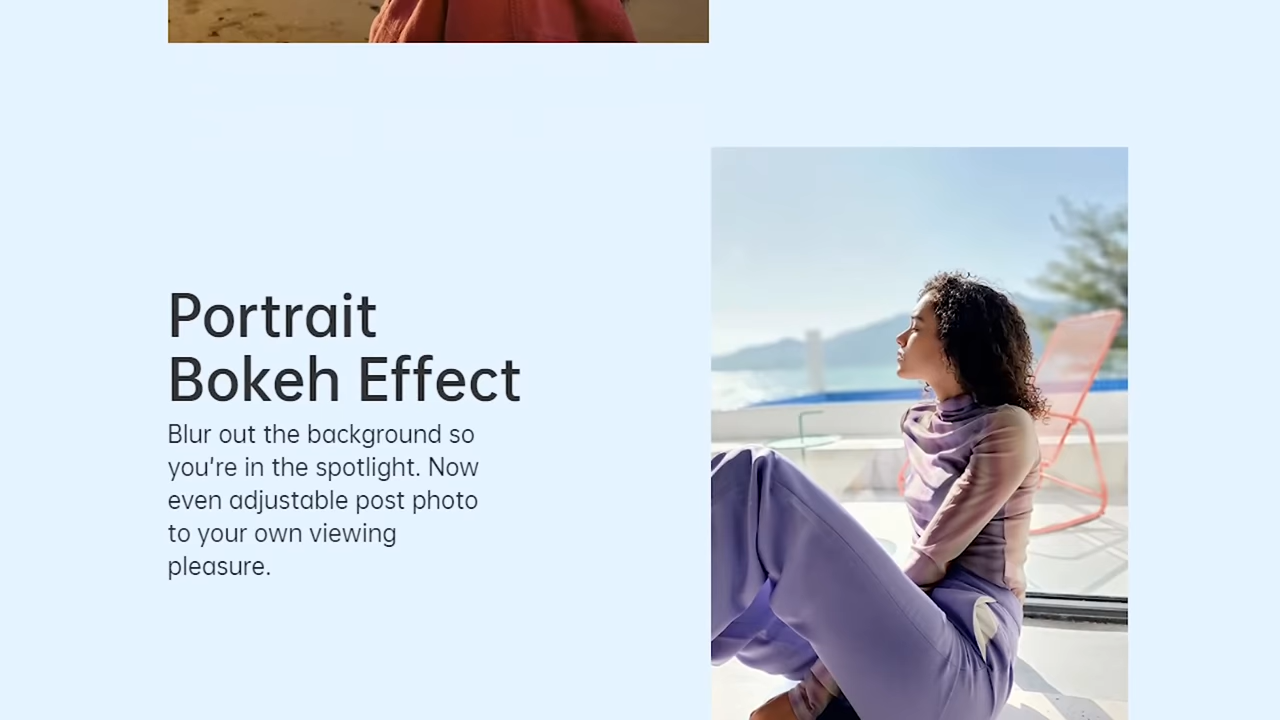 Portrait
Bokeh Effect
Blur out the background so
you're in the spotlight. Now
even adjustable post photo
to your own viewing
pleasure.